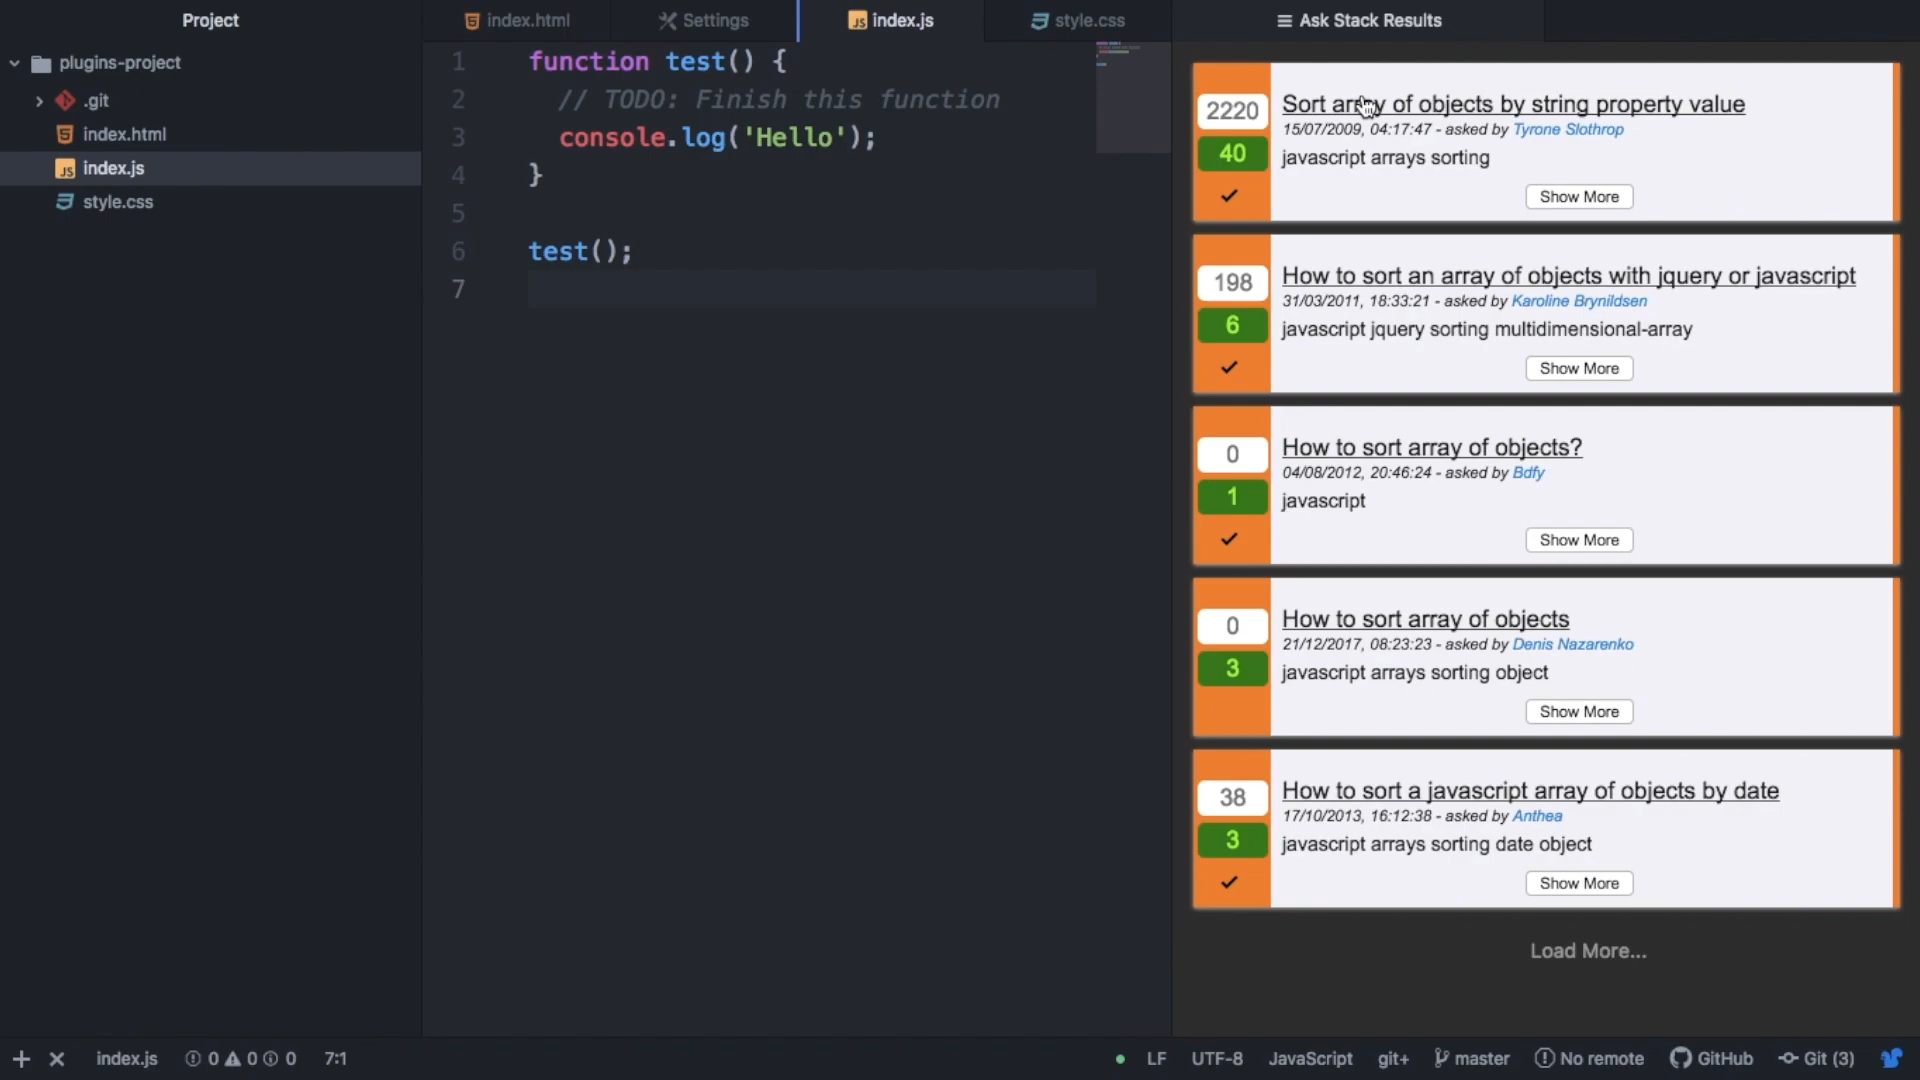 Project
index.html
Settings
index.js
style.css
Ask Stack Results
plugins-project
.git
index.html
index.js
style.css
1 function test() {
2 // TODO: Finish this function
3 console.log('Hello');
4 }
5
6 test();
7
2220
40
Sort array of objects by string property value
15/07/2009, 04:17:47 - asked by Tyrone Slothrop
javascript arrays sorting
Show More
198
6
How to sort an array of objects with jquery or javascript
31/03/2011, 18:33:21 - asked by Karoline Brynildsen
javascript jquery sorting multidimensional-array
Show More
0
1
How to sort array of objects?
04/08/2012, 20:46:24 - asked by Bdfy
javascript
Show More
0
3
How to sort array of objects
21/12/2017, 08:23:23 - asked by Denis Nazarenko
javascript arrays sorting object
Show More
38
3
How to sort a javascript array of objects by date
17/10/2013, 16:12:38 - asked by Anthea
javascript arrays sorting date object
Show More
Load More...
index.js 0 0 0 7:1 LF UTF-8 JavaScript git+ master No remote GitHub Git (3)